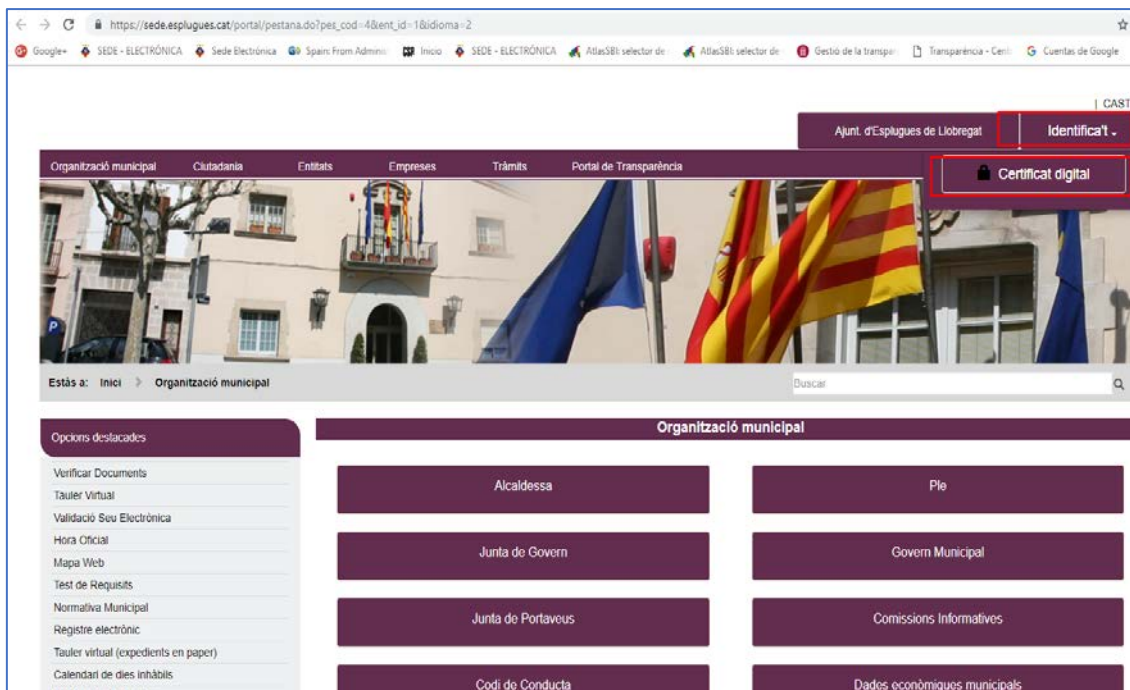 https://sede.esplugues.cat/portal/pestana.do?pes_cod=4&ent_id=1&idioma=2
Google+ SEDE - ELECTRÓNICA Sede Electrónica Spain: From Adminis Inicio SEDE - ELECTRÓNICA AtlasSBI: selector de AtlasSBI: selector de Gestió de la transpar Transparència - Cent Cuentas de Google
| CAST
Ajunt. d'Esplugues de Llobregat Identifica't
Organització municipal Ciutadania Entitats Empreses Tràmits Portal de Transparència
Certificat digital
P
Estàs a: Inici > Organització municipal
Buscar
Opcions destacades
Organització municipal
Verificar Documents
Tauler Virtual
Validació Seu Electrònica
Hora Oficial
Mapa Web
Test de Requisits
Normativa Municipal
Registre electrònic
Tauler virtual (expedients en paper)
Calendari de dies inhàbils
Alcaldessa Ple
Junta de Govern Govern Municipal
Junta de Portaveus Comissions Informatives
Codi de Conducta Dades econòmiques municipals